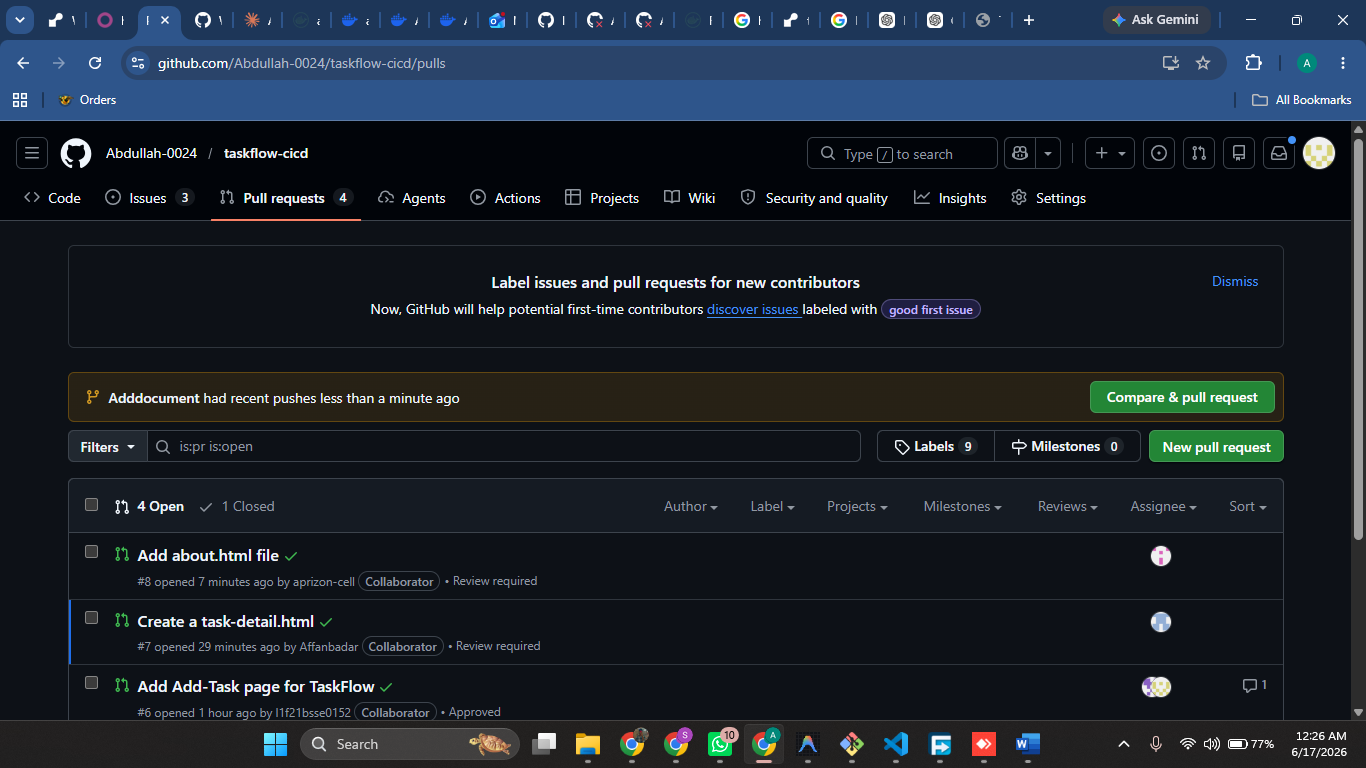 Ask Gemini
github.com/Abdullah-0024/taskflow-cicd/pulls
A
Orders
All Bookmarks
Abdullah-0024 / taskflow-cicd
Type / to search
Code
Issues 3
Pull requests 4
Agents
Actions
Projects
Wiki
Security and quality
Insights
Settings
Label issues and pull requests for new contributors
Dismiss
Now, GitHub will help potential first-time contributors discover issues labeled with good first issue
Adddocument had recent pushes less than a minute ago
Compare & pull request
Filters
is:pr is:open
Labels 9
Milestones 0
New pull request
4 Open
1 Closed
Author
Label
Projects
Milestones
Reviews
Assignee
Sort
Add about.html file
#8 opened 7 minutes ago by aprizon-cell Collaborator • Review required
Create a task-detail.html
#7 opened 29 minutes ago by Affanbadar Collaborator • Review required
Add Add-Task page for TaskFlow
1
#6 opened 1 hour ago by l1f21bsse0152 Collaborator • Approved
Search
S
10
A
77%
12:26 AM
6/17/2026